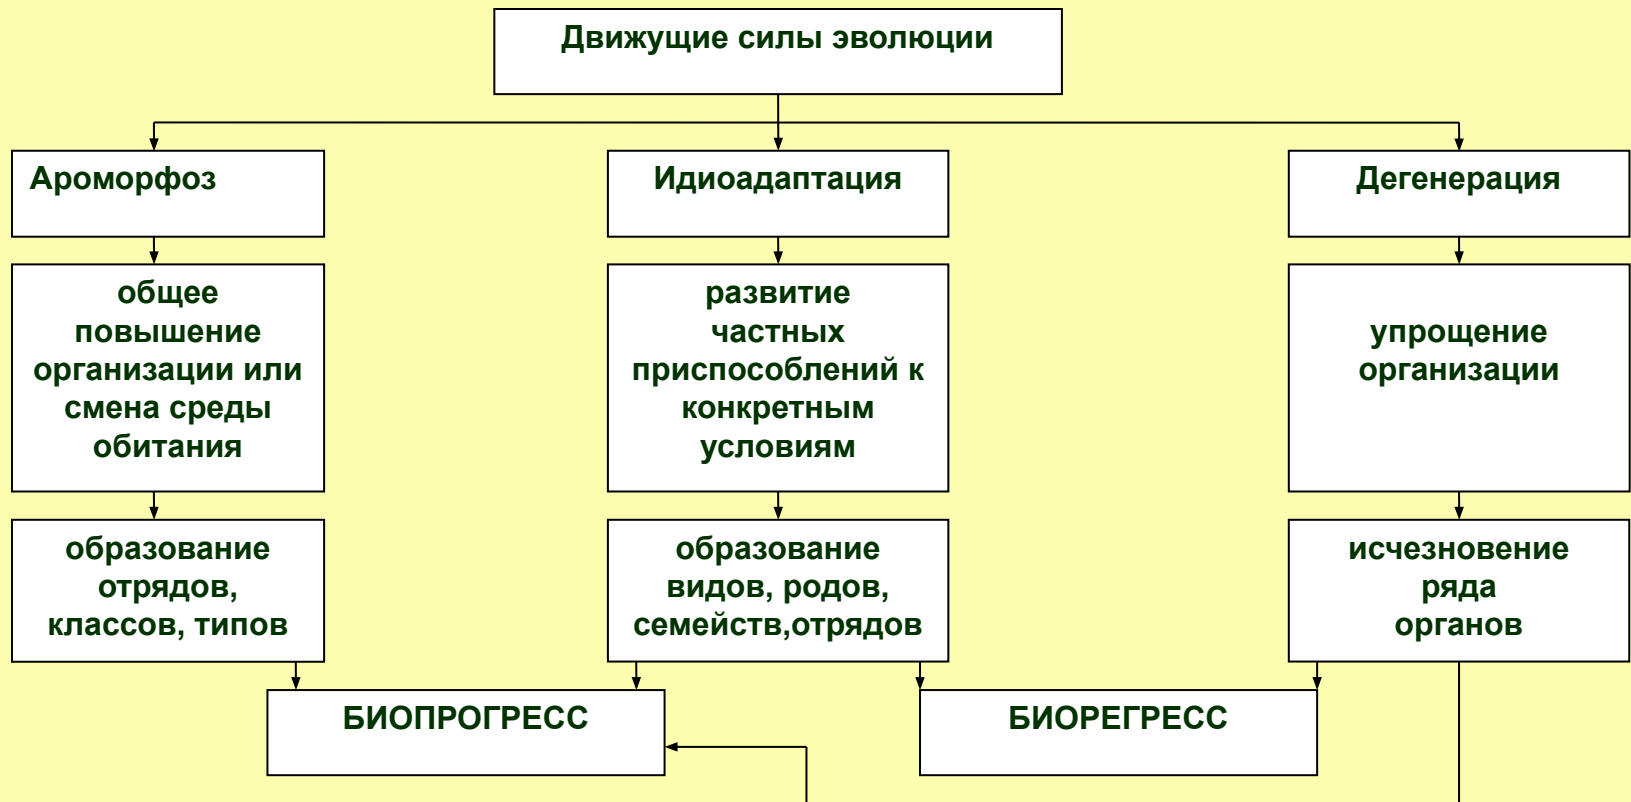 Движущие силы эволюции
Ароморфоз
Идиоадаптация
Дегенерация
общее
повышение
организации или
смена среды
обитания
развитие
частных
приспособлений к
конкретным
условиям
упрощение
организации
образование
отрядов,
классов, типов
образование
видов, родов,
семейств,отрядов
исчезновение
ряда
органов
БИОПРОГРЕСС
БИОРЕГРЕСС